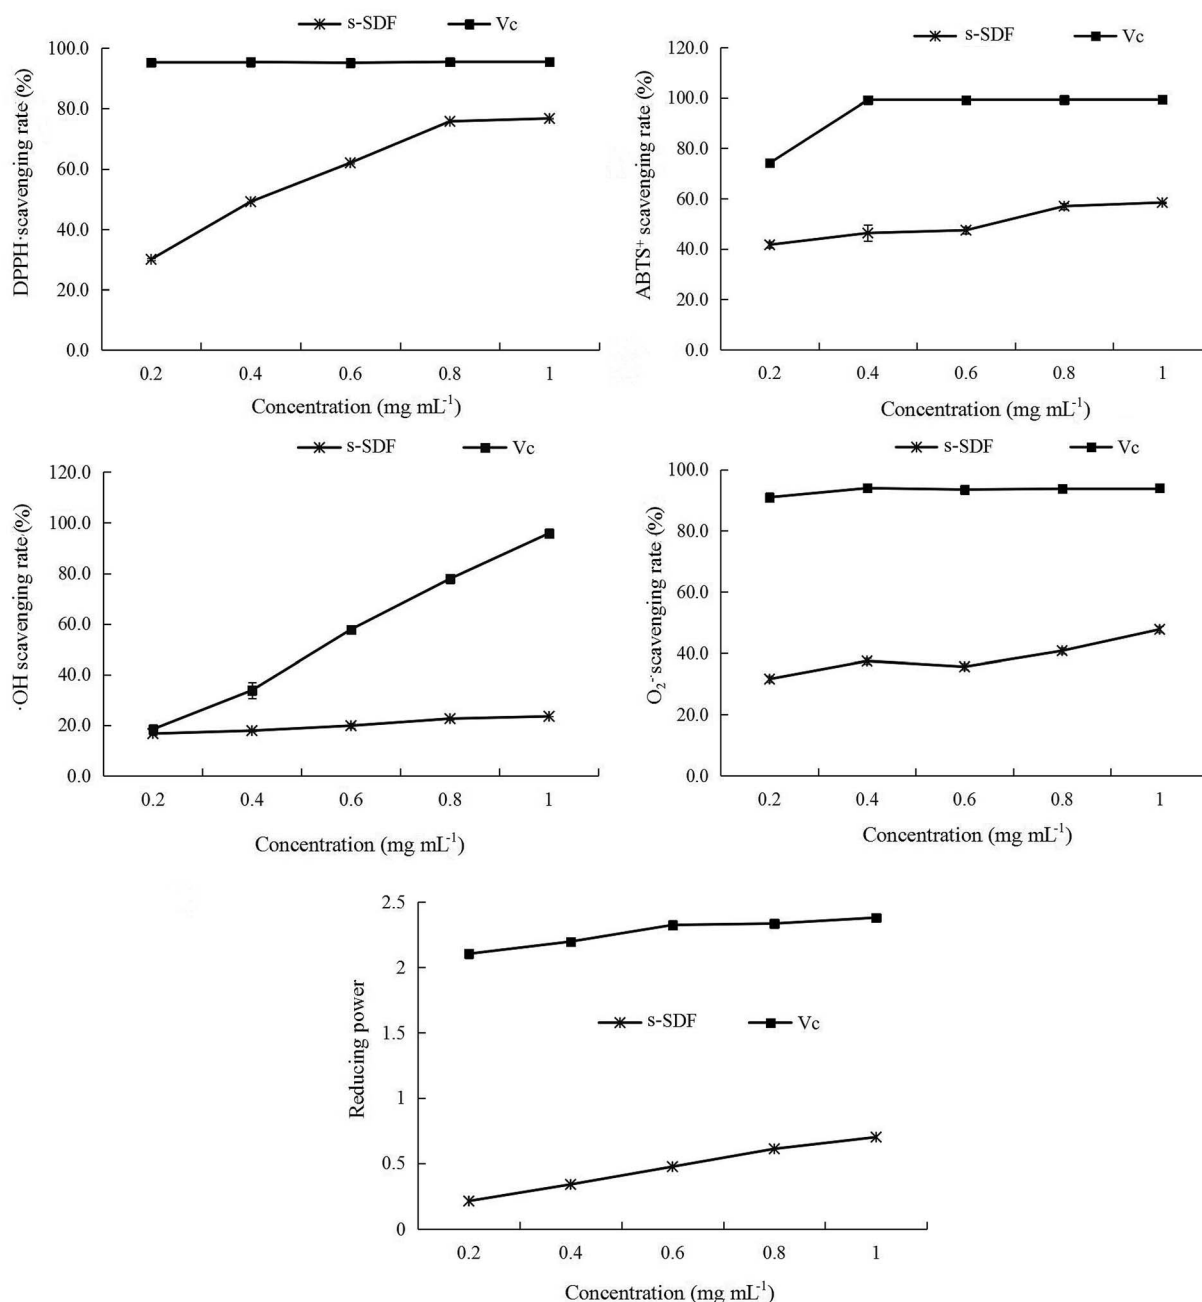 s-SDF Vc
DPPH·scavenging rate (%)
100.0
80.0
60.0
40.0
20.0
0.0
0.2 0.4 0.6 0.8 1
Concentration (mg mL⁻¹)
s-SDF Vc
ABTS⁺ scavenging rate (%)
120.0
100.0
80.0
60.0
40.0
20.0
0.0
0.2 0.4 0.6 0.8 1
Concentration (mg mL⁻¹)
s-SDF Vc
·OH scavenging rate (%)
120.0
100.0
80.0
60.0
40.0
20.0
0.0
0.2 0.4 0.6 0.8 1
Concentration (mg mL⁻¹)
s-SDF Vc
O₂⁻·scavenging rate (%)
100.0
80.0
60.0
40.0
20.0
0.0
0.2 0.4 0.6 0.8 1
Concentration (mg mL⁻¹)
Reducing power
2.5
2
1.5
1
0.5
0
s-SDF Vc
0.2 0.4 0.6 0.8 1
Concentration (mg mL⁻¹)